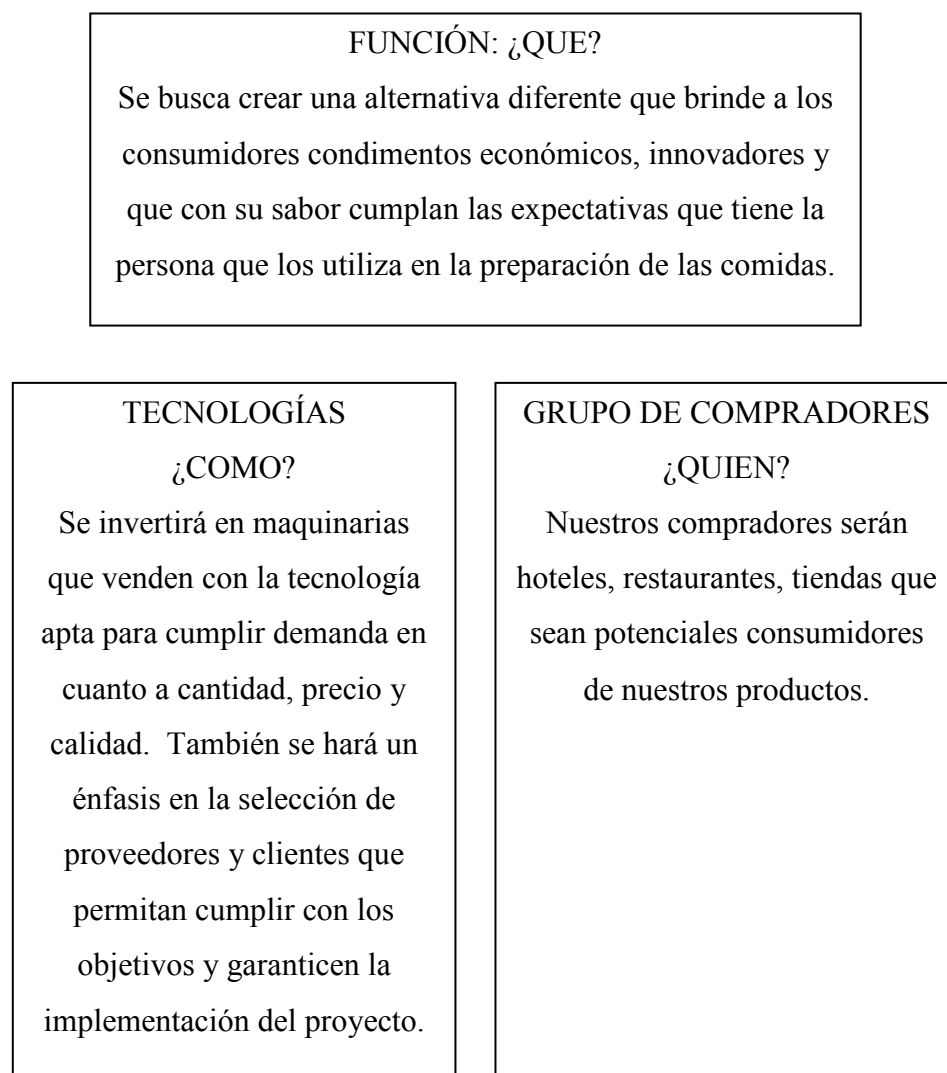 FUNCIÓN: ¿QUE?
Se busca crear una alternativa diferente que brinde a los
consumidores condimentos económicos, innovadores y
que con su sabor cumplan las expectativas que tiene la
persona que los utiliza en la preparación de las comidas.
TECNOLOGÍAS
¿COMO?
Se invertirá en maquinarias
que venden con la tecnología
apta para cumplir demanda en
cuanto a cantidad, precio y
calidad.  También se hará un
énfasis en la selección de
proveedores y clientes que
permitan cumplir con los
objetivos y garanticen la
implementación del proyecto.
GRUPO DE COMPRADORES
¿QUIEN?
Nuestros compradores serán
hoteles, restaurantes, tiendas que
sean potenciales consumidores
de nuestros productos.